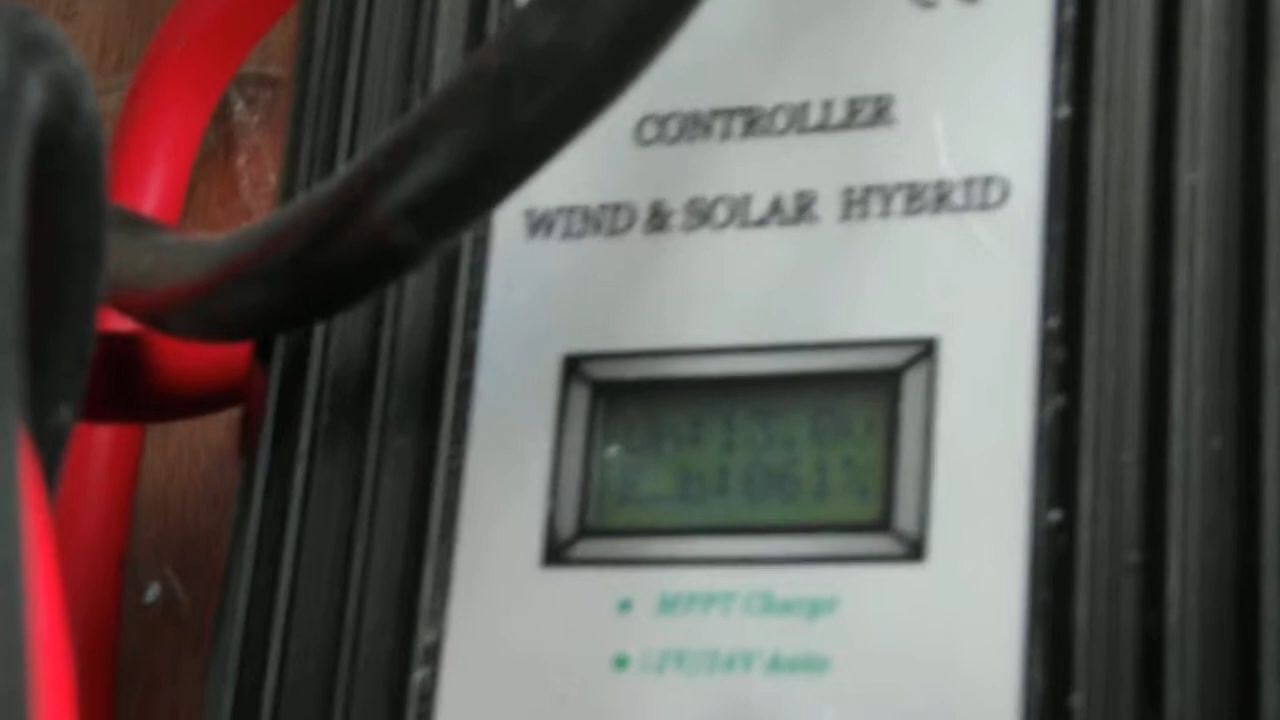 CONTROLLER
WIND & SOLAR HYBRID
• MPPT Charge
• 12V/24V Auto